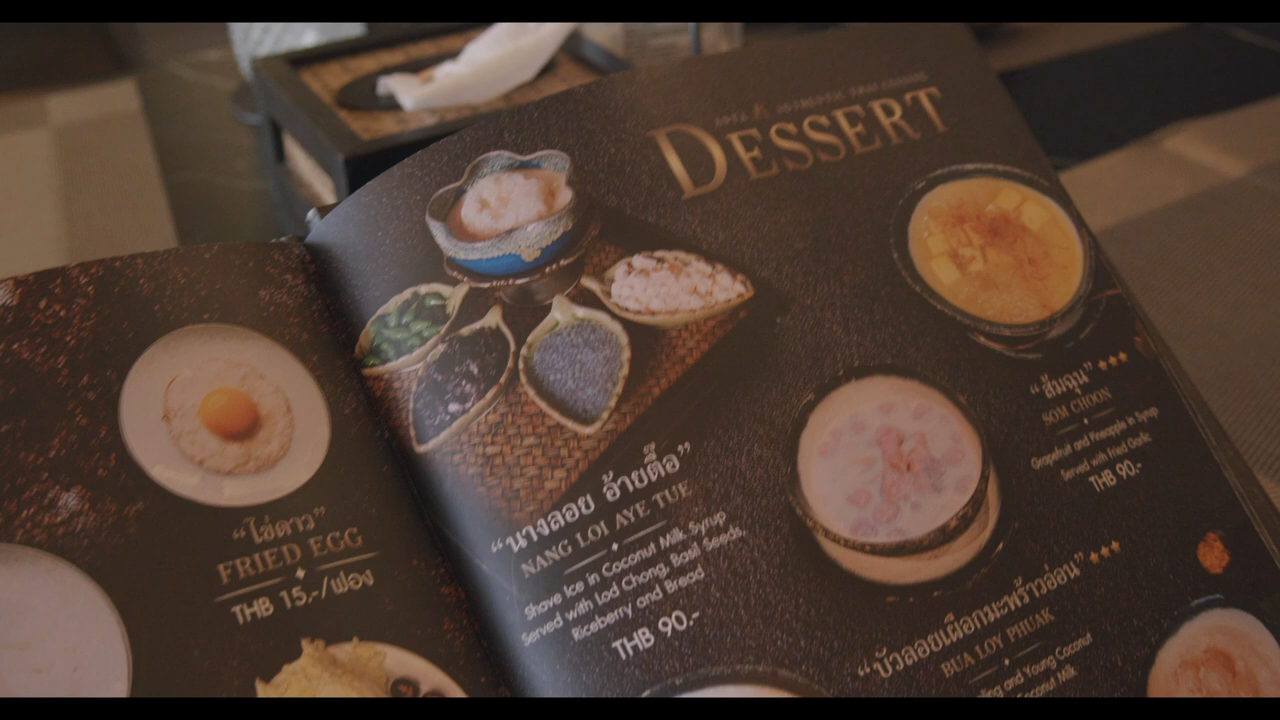 “ไข่ดาว”
FRIED EGG
THB 15.-/ฟอง
DESSERT
“นางลอย อ้ายตื๊อ”
NANG LOI AYE TUE
Shave Ice in Coconut Milk Syrup
Served with Lod Chong, Basil Seeds,
Riceberry and Bread
THB 90.-
“ส้มฉุน”
SOM CHOON
Grapefruit and Pineapple in Syrup
Served with Fried Garlic
THB 90.-
“บัวลอยเผือกมะพร้าวอ่อน”
BUA LOY PHUAK
and Young Coconut
Milk